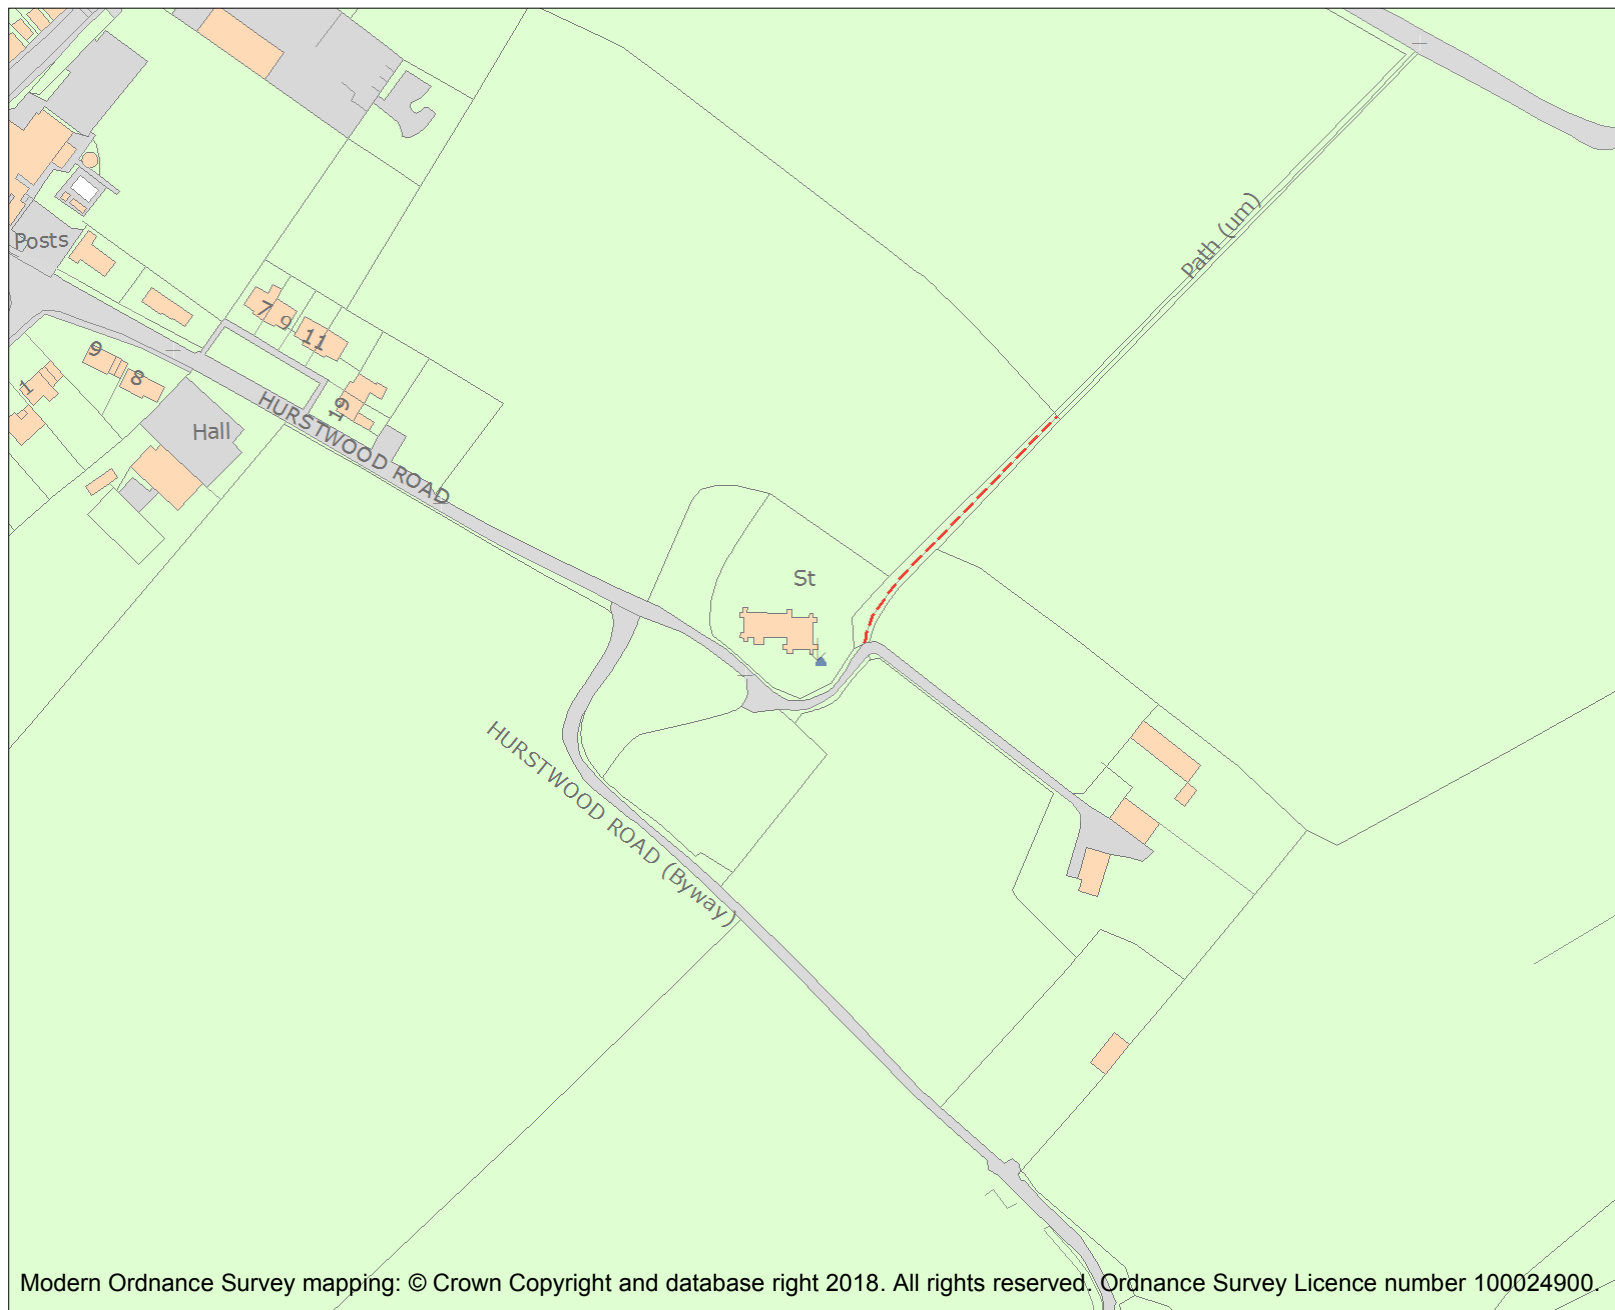 Path (um)
Posts
7
9
11
9
8
1
19
Hall
HURSTWOOD ROAD
St
HURSTWOOD ROAD (Byway)
Modern Ordnance Survey mapping: © Crown Copyright and database right 2018. All rights reserved. Ordnance Survey Licence number 100024900.